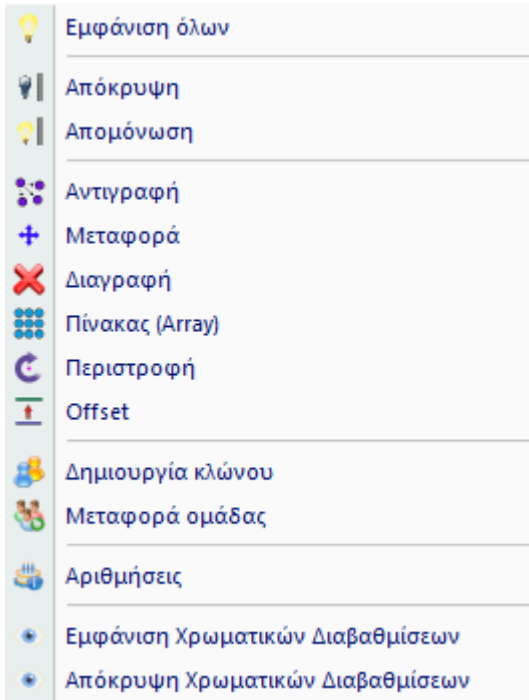 Εμφάνιση όλων
Απόκρυψη
Απομόνωση
Αντιγραφή
Μεταφορά
Διαγραφή
Πίνακας (Array)
Περιστροφή
Offset
Δημιουργία κλώνου
Μεταφορά ομάδας
Αριθμήσεις
Εμφάνιση Χρωματικών Διαβαθμίσεων
Απόκρυψη Χρωματικών Διαβαθμίσεων